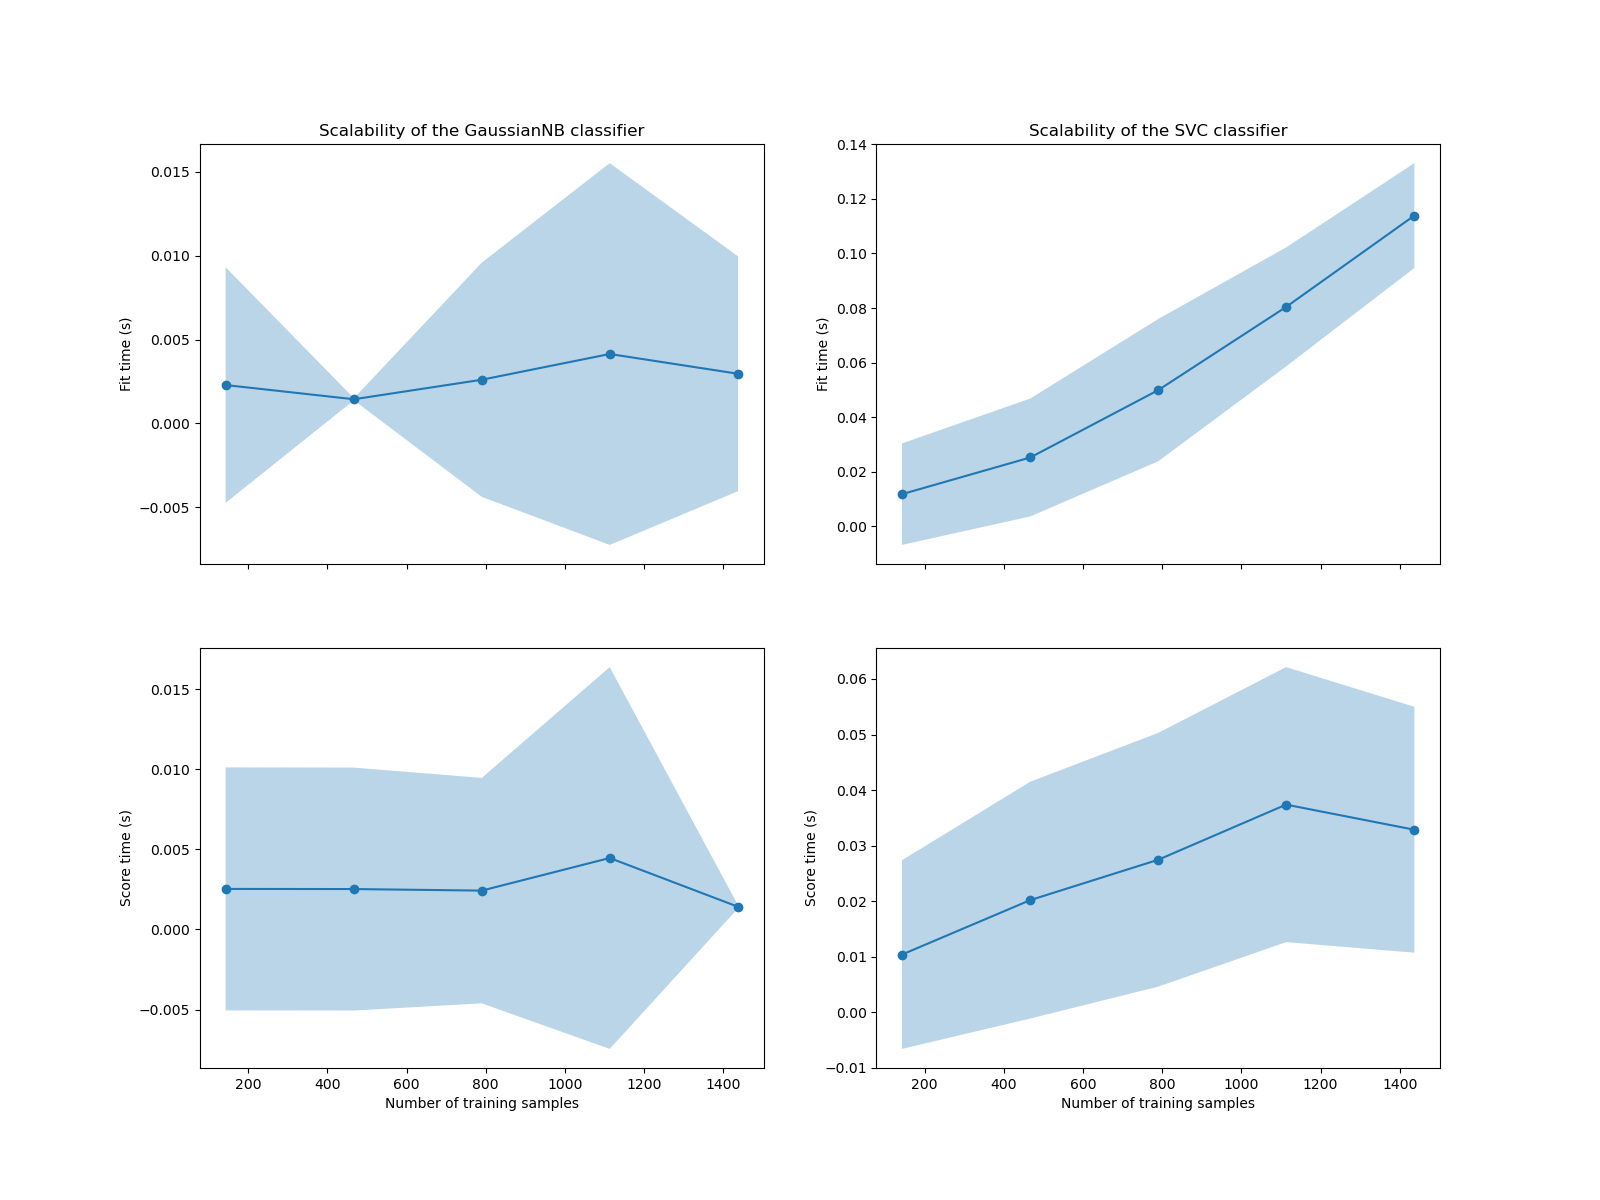 Scalability of the GaussianNB classifier
0.015
0.010
0.005
0.000
−0.005
Fit time (s)
Scalability of the SVC classifier
0.14
0.12
0.10
0.08
0.06
0.04
0.02
0.00
Fit time (s)
0.015
0.010
0.005
0.000
−0.005
Score time (s)
200 400 600 800 1000 1200 1400
Number of training samples
0.06
0.05
0.04
0.03
0.02
0.01
0.00
−0.01
Score time (s)
200 400 600 800 1000 1200 1400
Number of training samples